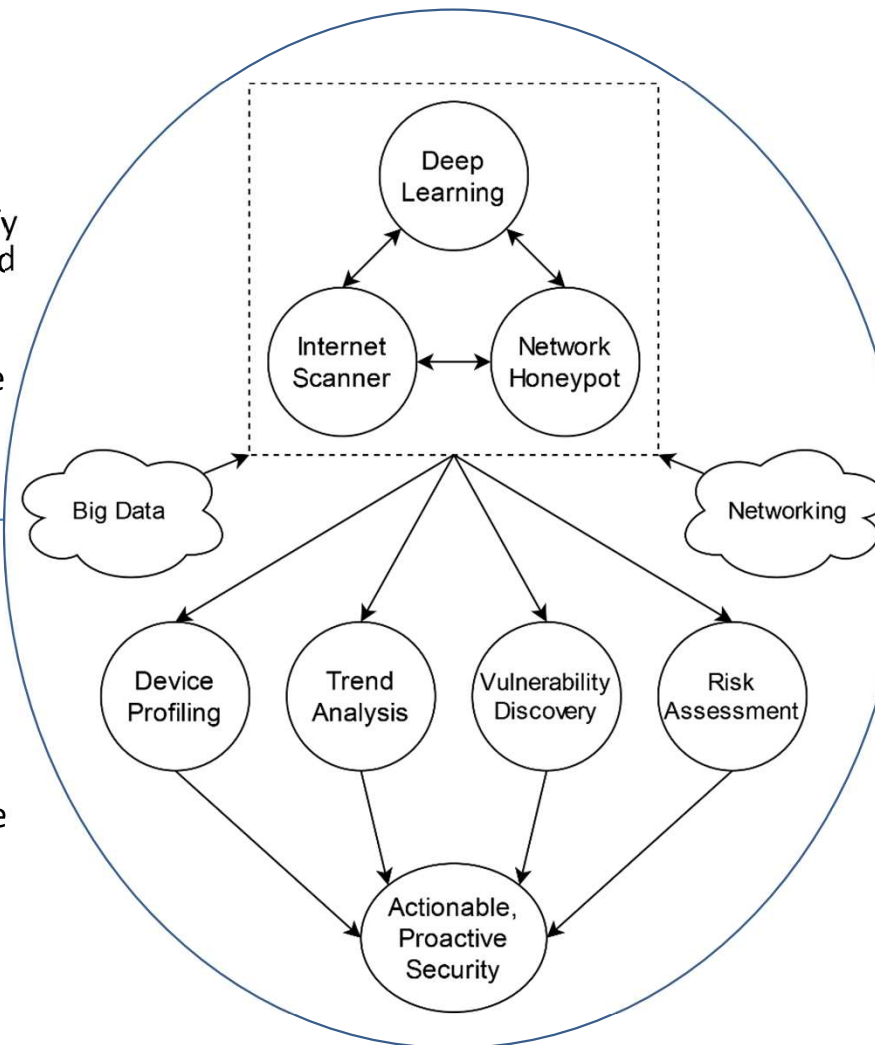 Deep
Learning
y
d
Internet
Scanner
Network
Honeypot
e
Big Data
Networking
Device
Profiling
Trend
Analysis
Vulnerability
Discovery
Risk
Assessment
e
Actionable,
Proactive
Security